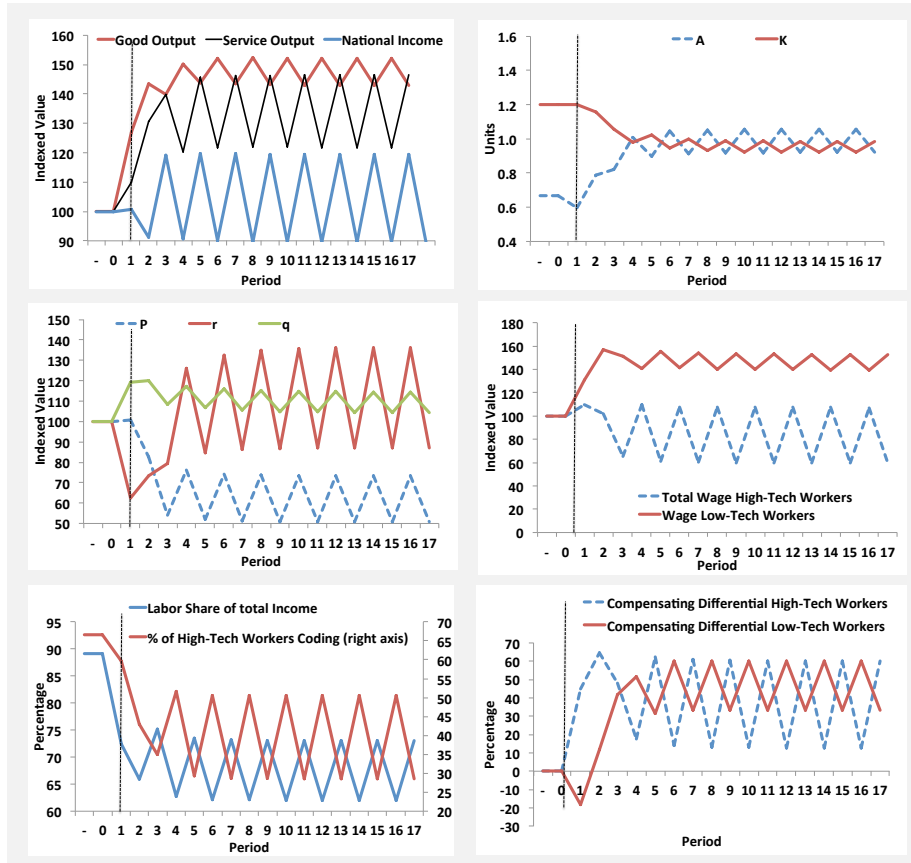 Good Output Service Output National Income
160
150
140
130
120
110
100
90
Indexed Value
- 0 1 2 3 4 5 6 7 8 9 10 11 12 13 14 15 16 17
Period
A K
1.6
1.4
1.2
1.0
0.8
0.6
0.4
Units
- 0 1 2 3 4 5 6 7 8 9 10 11 12 13 14 15 16 17
Period
P r q
150
140
130
120
110
100
90
80
70
60
50
Indexed Value
- 0 1 2 3 4 5 6 7 8 9 10 11 12 13 14 15 16 17
Period
180
160
140
120
100
80
60
40
20
0
Indexed Value
Total Wage High-Tech Workers
Wage Low-Tech Workers
- 0 1 2 3 4 5 6 7 8 9 10 11 12 13 14 15 16 17
Period
Labor Share of total Income
% of High-Tech Workers Coding (right axis)
95
90
85
80
75
70
65
60
Percentage
70
65
60
55
50
45
40
35
30
25
20
- 0 1 2 3 4 5 6 7 8 9 10 11 12 13 14 15 16 17
Period
Compensating Differential High-Tech Workers
Compensating Differential Low-Tech Workers
70
60
50
40
30
20
10
0
-10
-20
-30
Percentage
- 0 1 2 3 4 5 6 7 8 9 10 11 12 13 14 15 16 17
Period